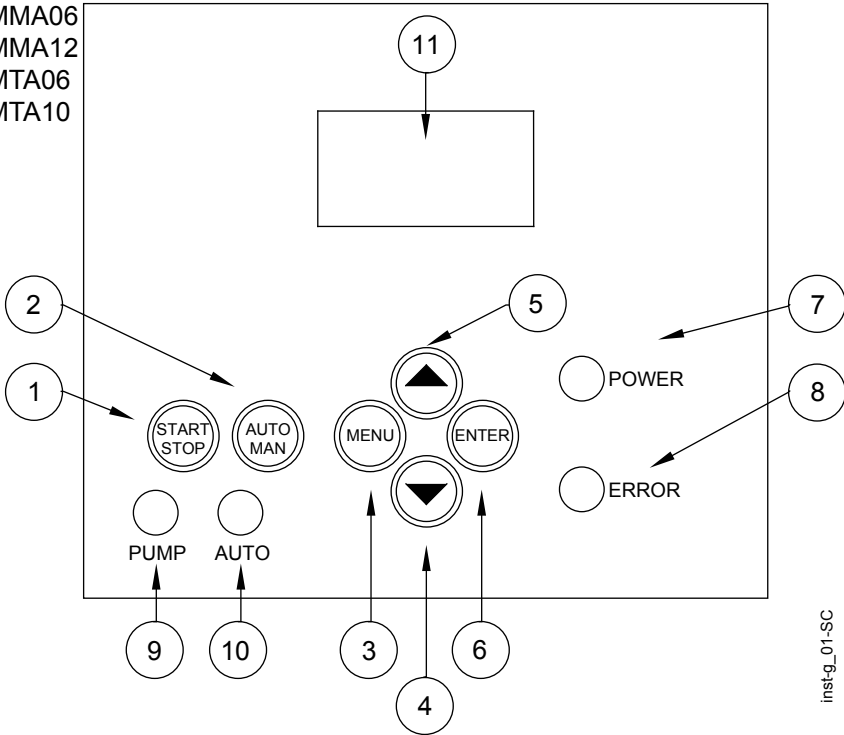 MMA06
MMA12
MTA06
MTA10
11
2
5
7
1
8
START
STOP
AUTO
MAN
MENU
ENTER
POWER
ERROR
PUMP
AUTO
9
10
3
6
4
inst-g_01-SC